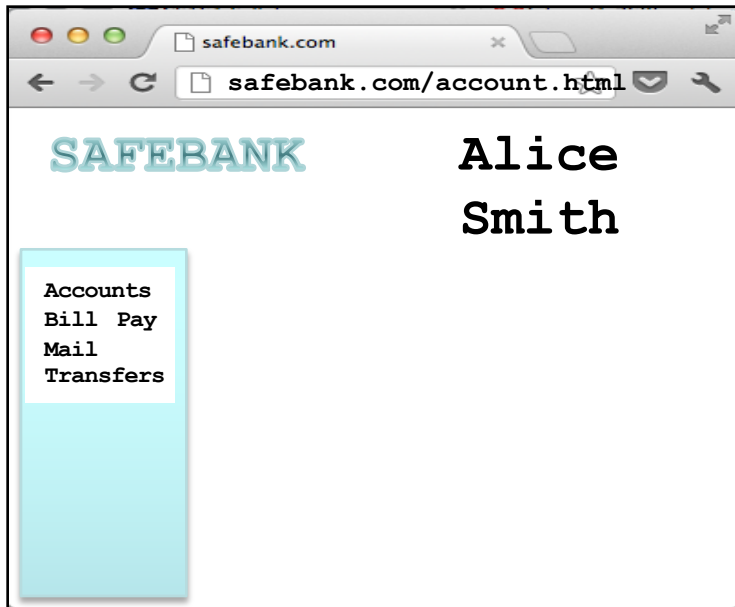 safebank.com
safebank.com/account.html
SAFEBANK
Alice
Smith
Accounts
Bill Pay
Mail
Transfers